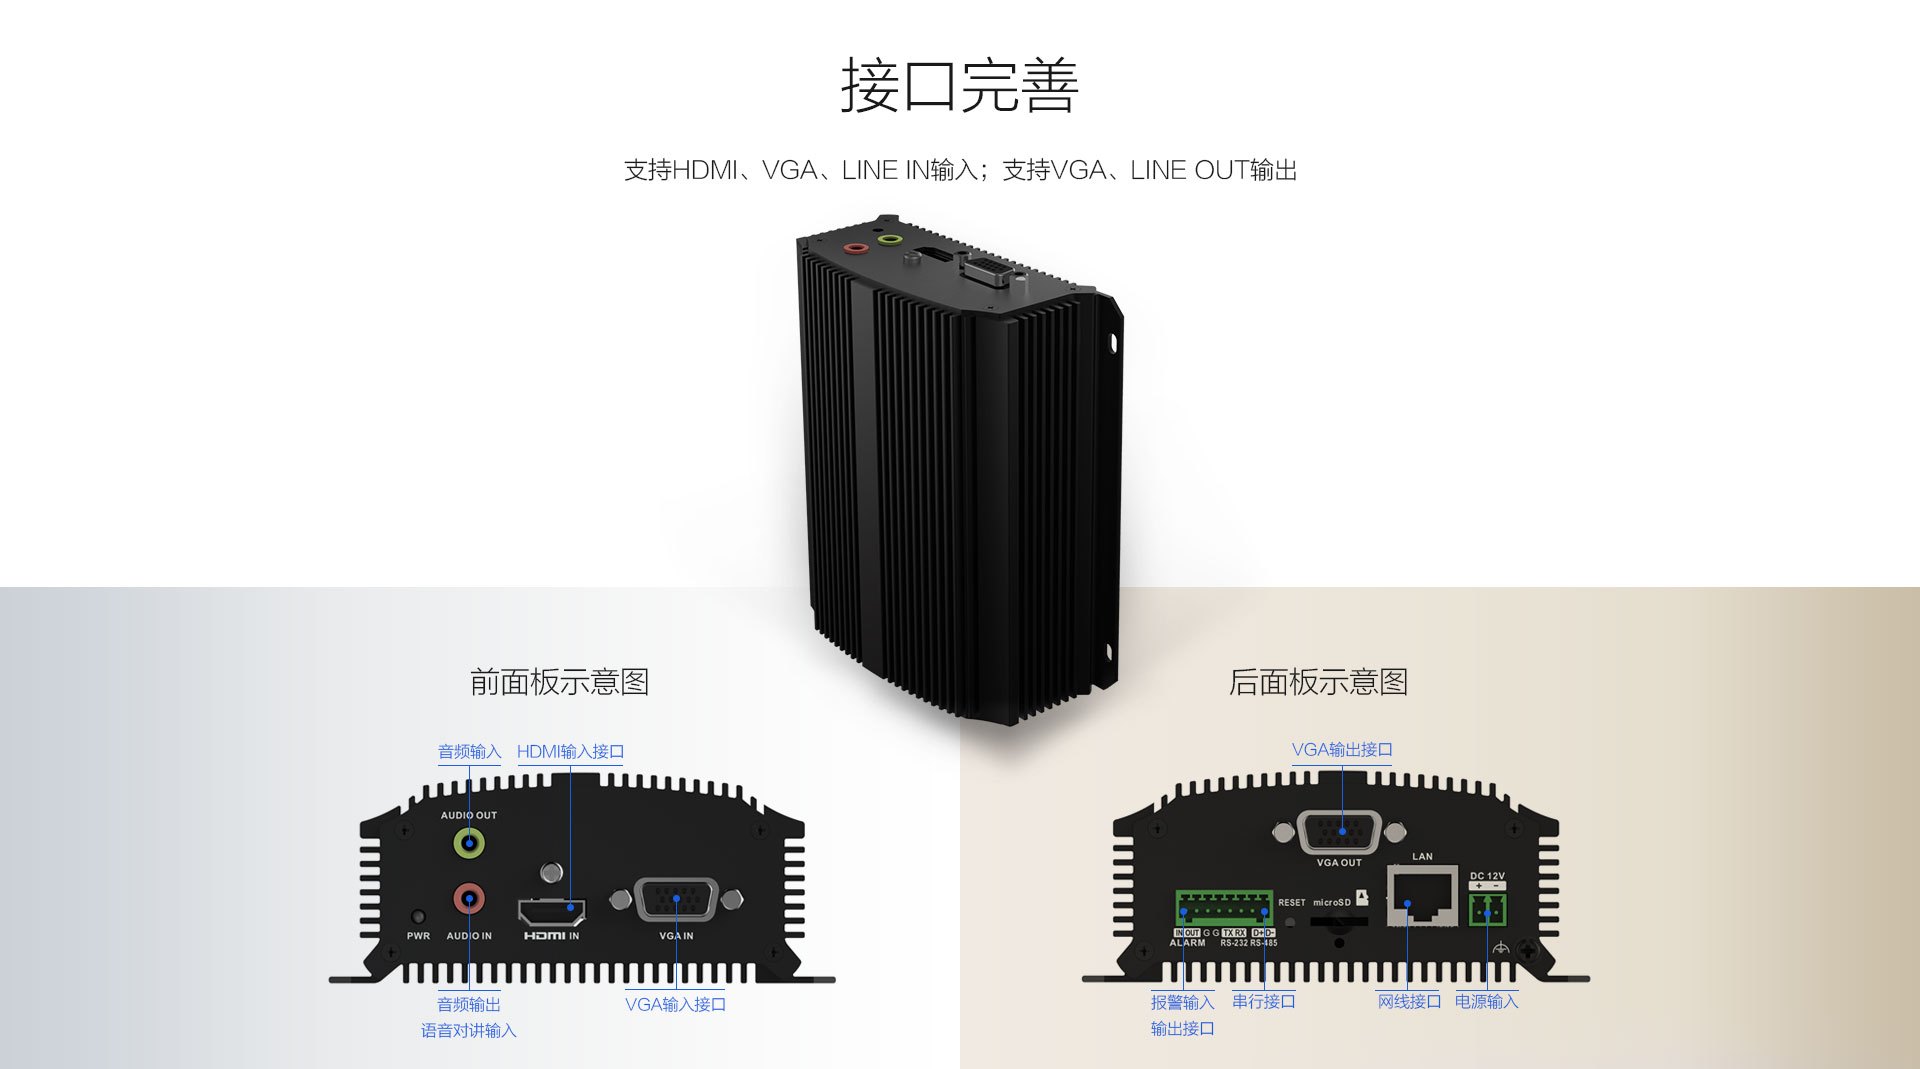 接口完善
支持HDMI、VGA、LINE IN输入；支持VGA、LINE OUT输出
前面板示意图
音频输入
HDMI输入接口
AUDIO OUT
PWR
AUDIO IN
HDMI IN
VGA IN
音频输出
语音对讲输入
VGA输入接口
后面板示意图
VGA输出接口
VGA OUT
LAN
DC 12V
+ −
RESET
microSD
IN OUT G G TX RX D+ D-
ALARM RS-232 RS-485
报警输入
输出接口
串行接口
网线接口
电源输入